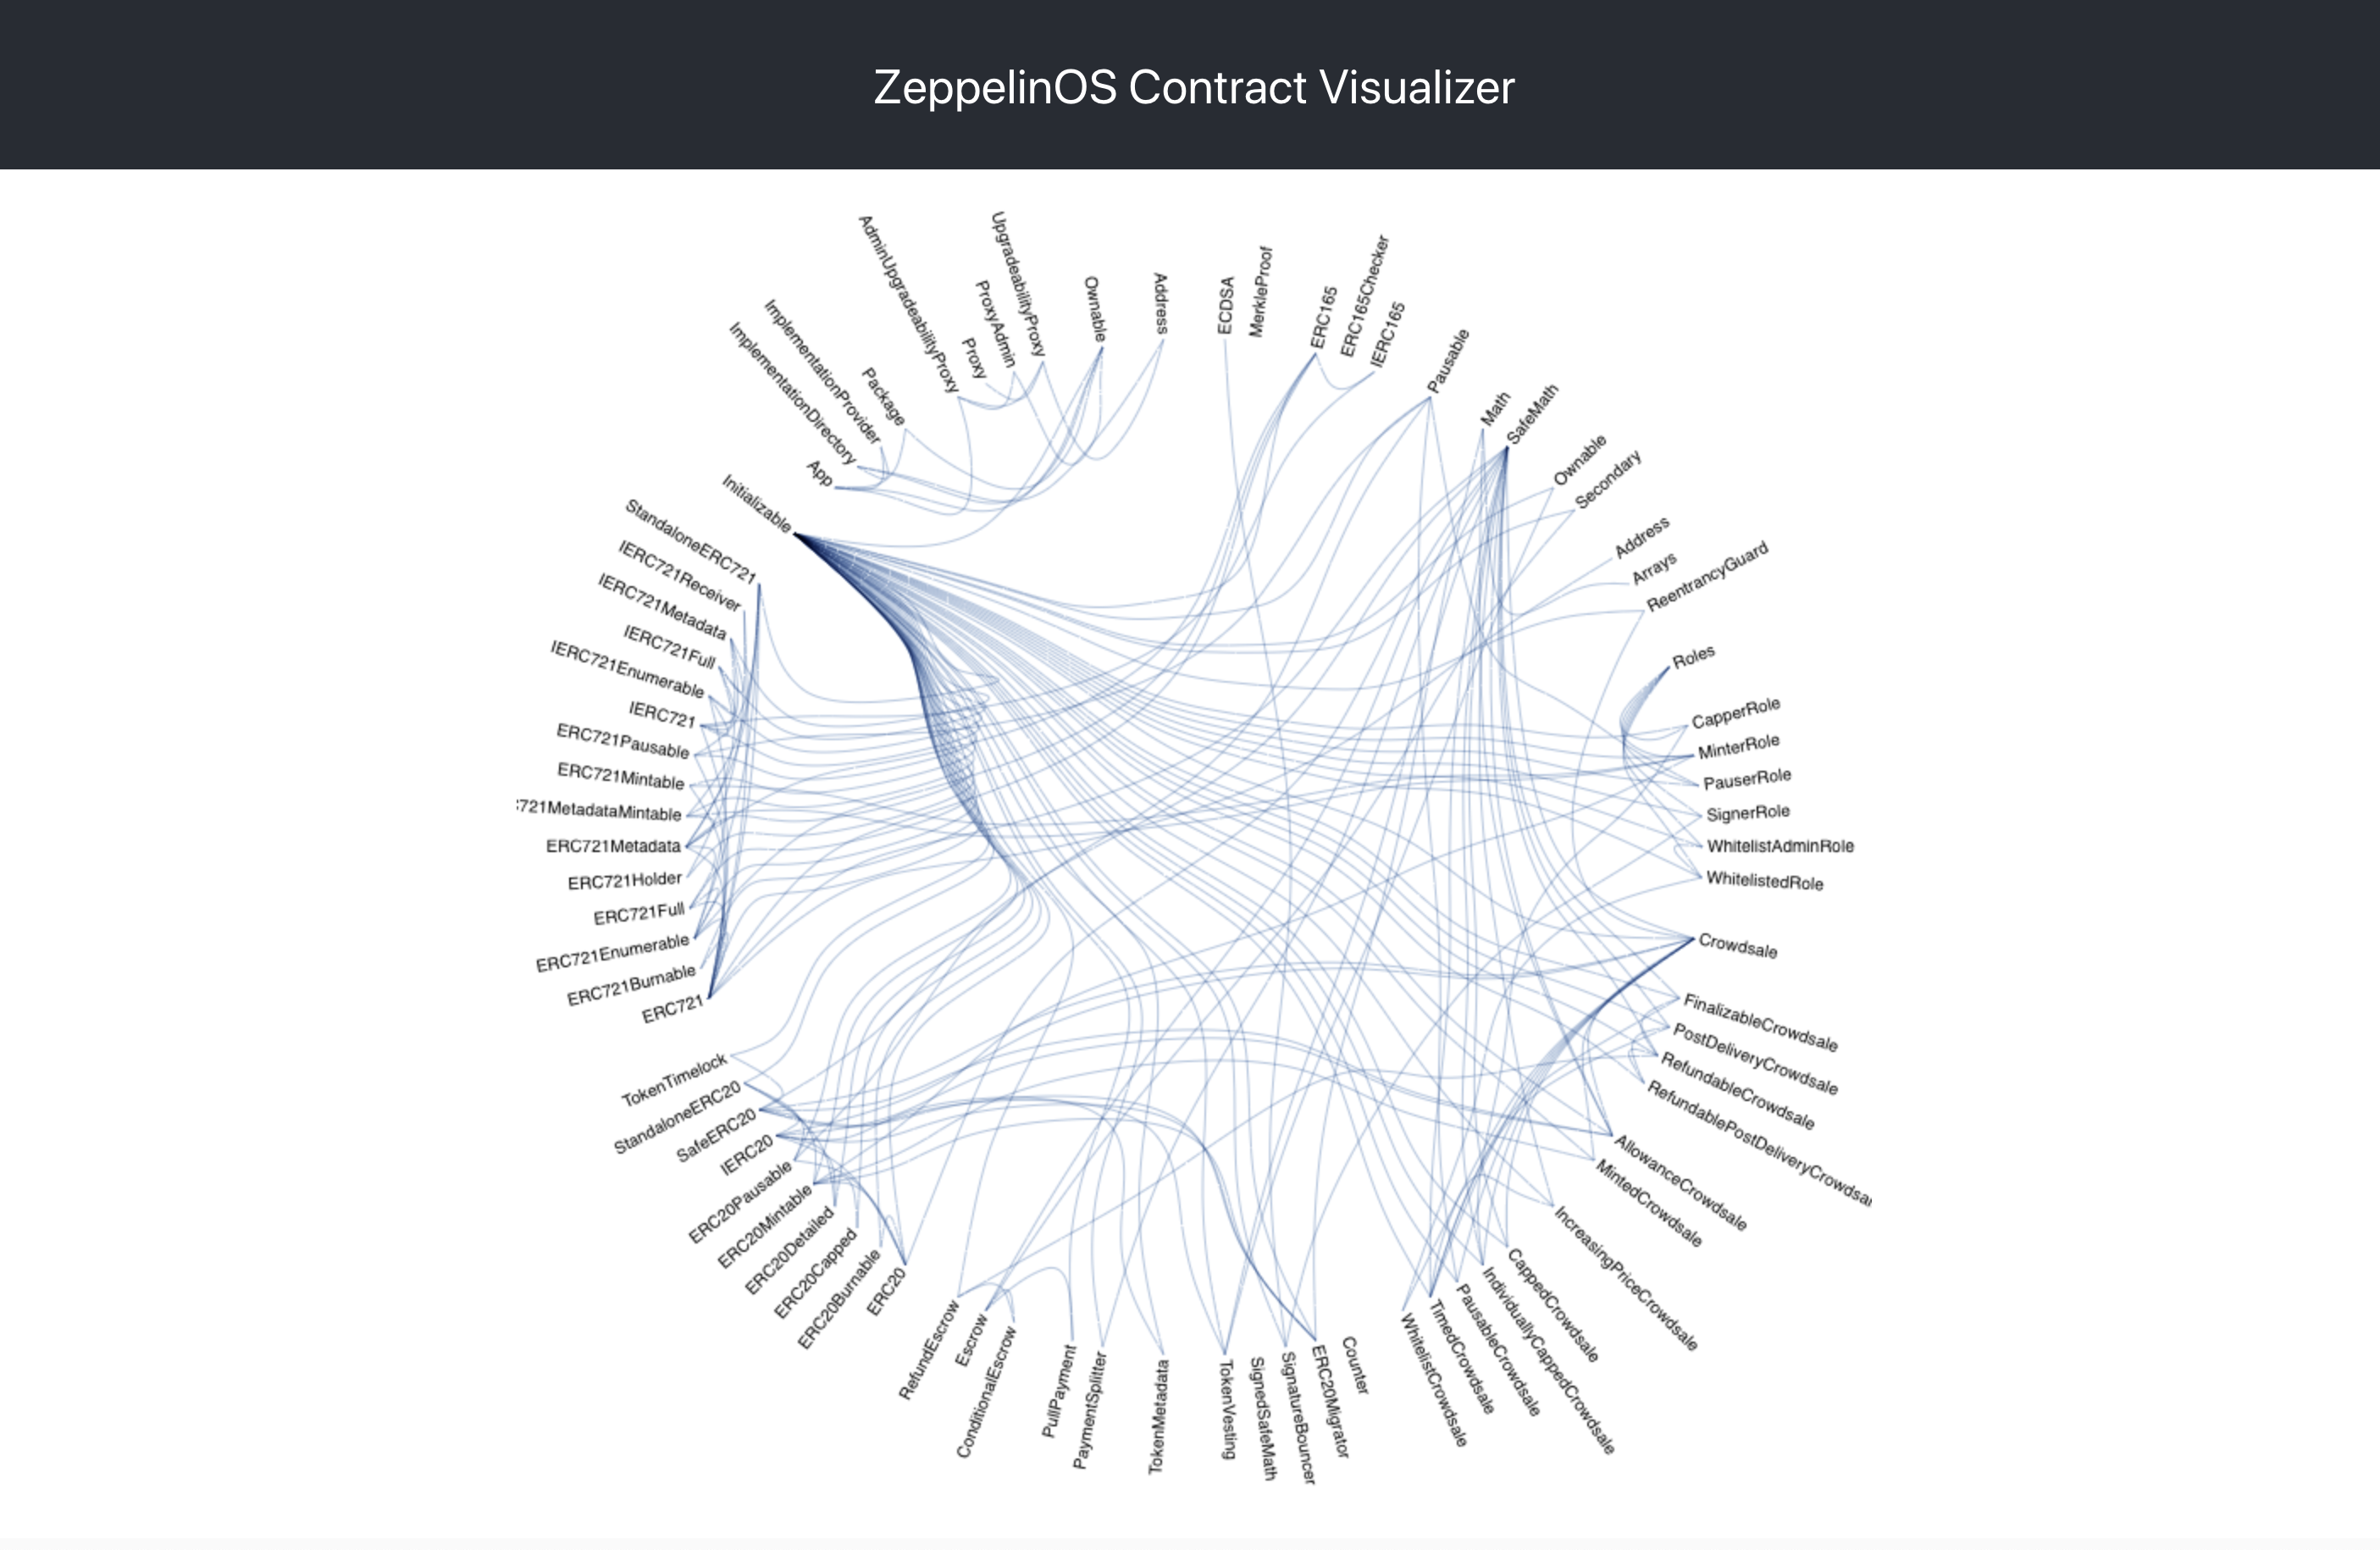 ZeppelinOS Contract Visualizer
Address
Ownable
UpgradeabilityProxy
ProxyAdmin
Proxy
AdminUpgradeabilityProxy
Package
ImplementationProvider
ImplementationDirectory
App
Initializable
StandaloneERC721
IERC721Receiver
IERC721Metadata
IERC721Full
IERC721Enumerable
IERC721
ERC721Pausable
ERC721Mintable
:721MetadataMintable
ERC721Metadata
ERC721Holder
ERC721Full
ERC721Enumerable
ERC721Burnable
ERC721
TokenTimelock
StandaloneERC20
SafeERC20
IERC20
ERC20Pausable
ERC20Mintable
ERC20Detailed
ERC20Capped
ERC20Burnable
ERC20
RefundEscrow
Escrow
ConditionalEscrow
PullPayment
PaymentSplitter
TokenMetadata
TokenVesting
SignedSafeMath
SignatureBouncer
ERC20Migrator
Counter
WhitelistCrowdsale
TimedCrowdsale
PausableCrowdsale
IndividuallyCappedCrowdsale
CappedCrowdsale
IncreasingPriceCrowdsale
MintedCrowdsale
AllowanceCrowdsale
RefundablePostDeliveryCrowdsa
RefundableCrowdsale
PostDeliveryCrowdsale
FinalizableCrowdsale
Crowdsale
WhitelistedRole
WhitelistAdminRole
SignerRole
PauserRole
MinterRole
CapperRole
Roles
ReentrancyGuard
Arrays
Address
Secondary
Ownable
SafeMath
Math
Pausable
IERC165
ERC165Checker
ERC165
MerkleProof
ECDSA